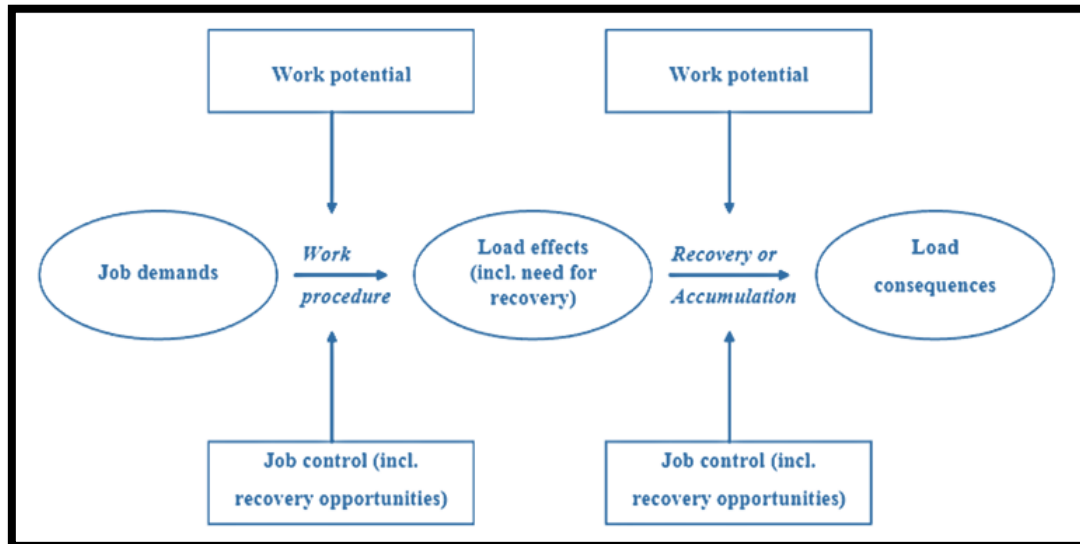 Work potential
Work potential
Job demands
Work
procedure
Load effects
(incl. need for
recovery)
Recovery or
Accumulation
Load
consequences
Job control (incl.
recovery opportunities)
Job control (incl.
recovery opportunities)